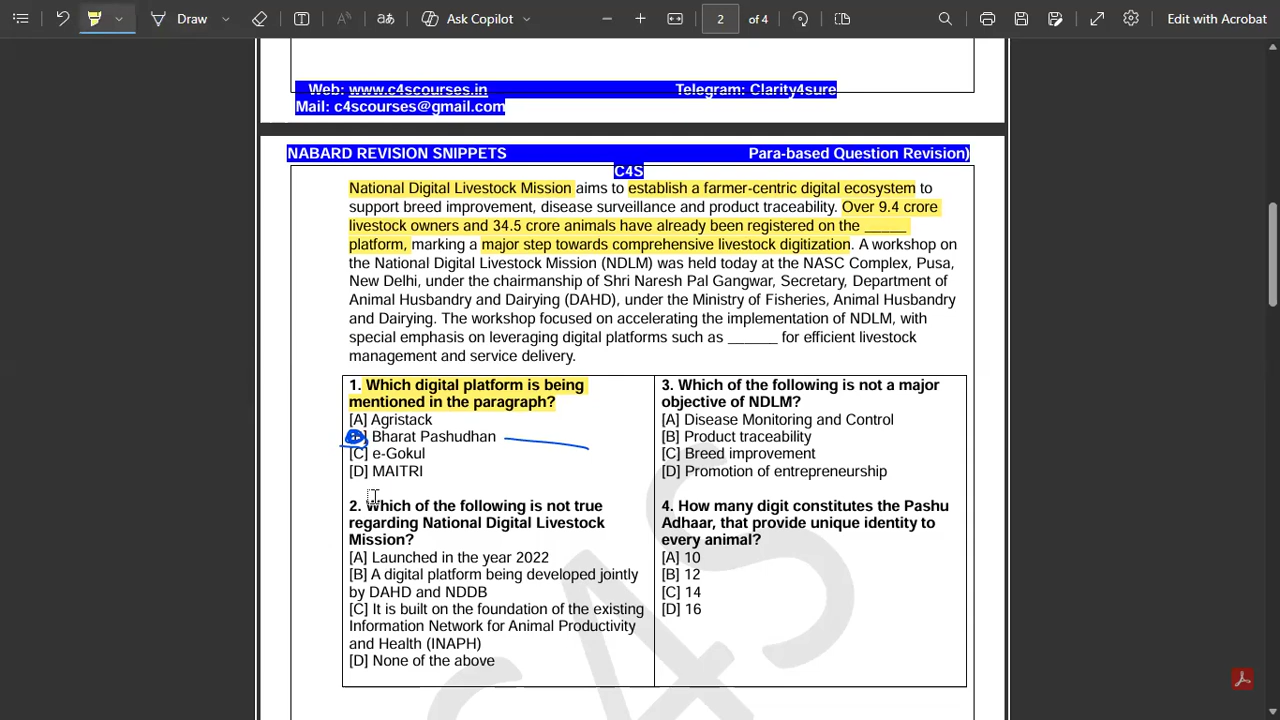 Draw
Ask Copilot
2 of 4
Edit with Acrobat
Web: www.c4scourses.in Telegram: Clarity4sure
Mail: c4scourses@gmail.com
NABARD REVISION SNIPPETS Para-based Question Revision)
C4S
National Digital Livestock Mission aims to establish a farmer-centric digital ecosystem to
support breed improvement, disease surveillance and product traceability. Over 9.4 crore
livestock owners and 34.5 crore animals have already been registered on the _____
platform, marking a major step towards comprehensive livestock digitization. A workshop on
the National Digital Livestock Mission (NDLM) was held today at the NASC Complex, Pusa,
New Delhi, under the chairmanship of Shri Naresh Pal Gangwar, Secretary, Department of
Animal Husbandry and Dairying (DAHD), under the Ministry of Fisheries, Animal Husbandry
and Dairying. The workshop focused on accelerating the implementation of NDLM, with
special emphasis on leveraging digital platforms such as ______ for efficient livestock
management and service delivery.
1. Which digital platform is being
mentioned in the paragraph?
[A] Agristack
Bharat Pashudhan
[C] e-Gokul
[D] MAITRI
2. Which of the following is not true
regarding National Digital Livestock
Mission?
[A] Launched in the year 2022
[B] A digital platform being developed jointly
by DAHD and NDDB
[C] It is built on the foundation of the existing
Information Network for Animal Productivity
and Health (INAPH)
[D] None of the above
3. Which of the following is not a major
objective of NDLM?
[A] Disease Monitoring and Control
[B] Product traceability
[C] Breed improvement
[D] Promotion of entrepreneurship
4. How many digit constitutes the Pashu
Adhaar, that provide unique identity to
every animal?
[A] 10
[B] 12
[C] 14
[D] 16
C4S